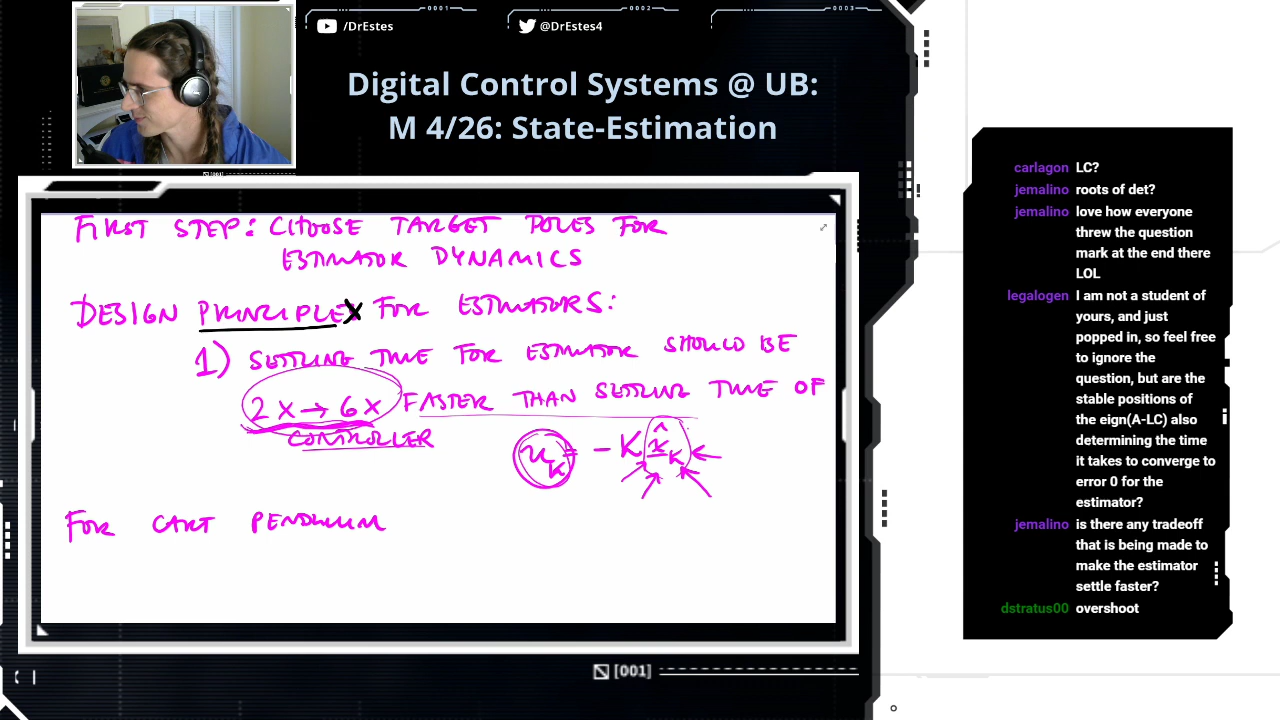 0001
0002
0003
/DrEstes
@DrEstes4
Digital Control Systems @ UB:
M 4/26: State-Estimation
[001]
FIRST STEP: CHOOSE TARGET POLES FOR
ESTIMATOR DYNAMICS
DESIGN PRINCIPLE FOR ESTIMATORS:
1) SETTLING TIME FOR ESTIMATOR SHOULD BE
2X → 6X FASTER THAN SETTLING TIME OF
CONTROLLER
u_K = - K x̂_K
FOR CART PENDULUM
[001]
carlagon LC?
jemalino roots of det?
jemalino love how everyone
threw the question
mark at the end there
LOL
legalogen I am not a student of
yours, and just
popped in, so feel free
to ignore the
question, but are the
stable positions of
the eign(A-LC) also
determining the time
it takes to converge to
error 0 for the
estimator?
jemalino is there any tradeoff
that is being made to
make the estimator
settle faster?
dstratus00 overshoot